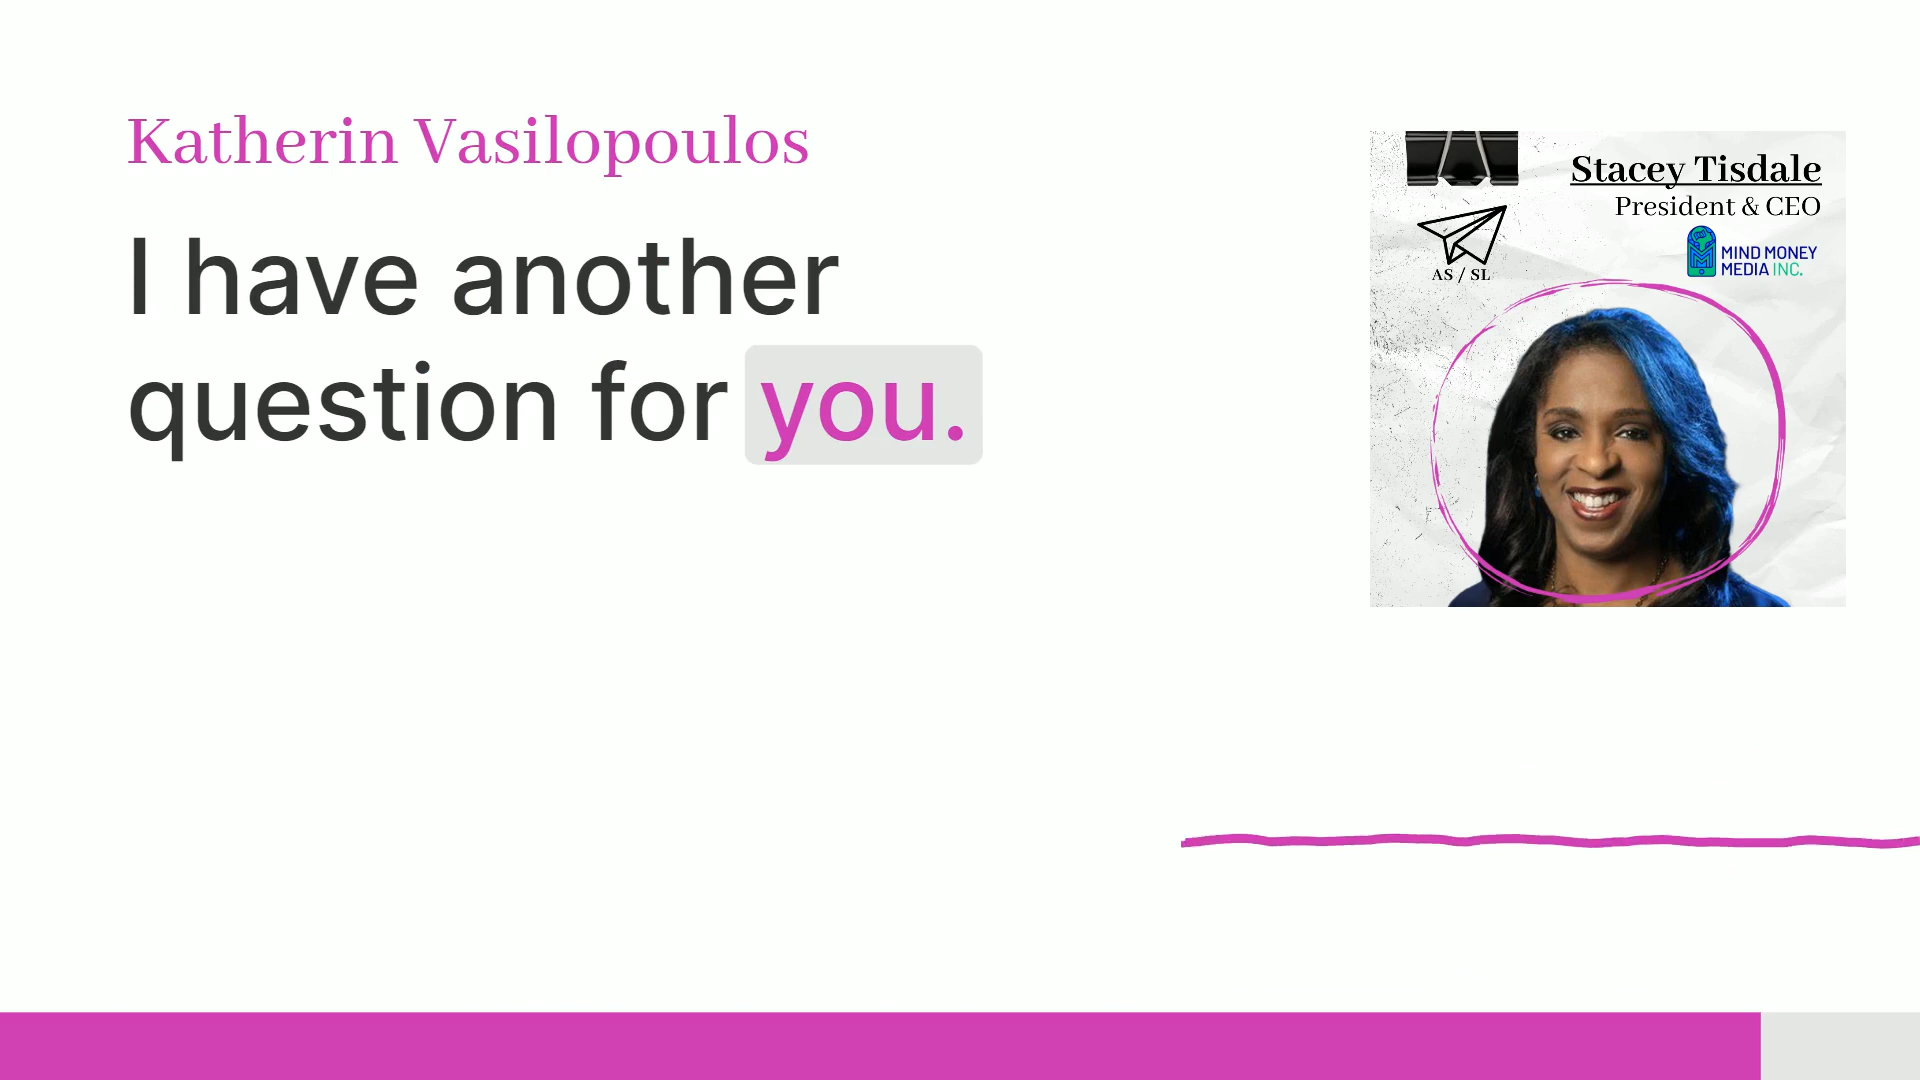 Katherin Vasilopoulos
I have another
question for you.
Stacey Tisdale
President & CEO
MIND MONEY
MEDIA INC.
AS / SL